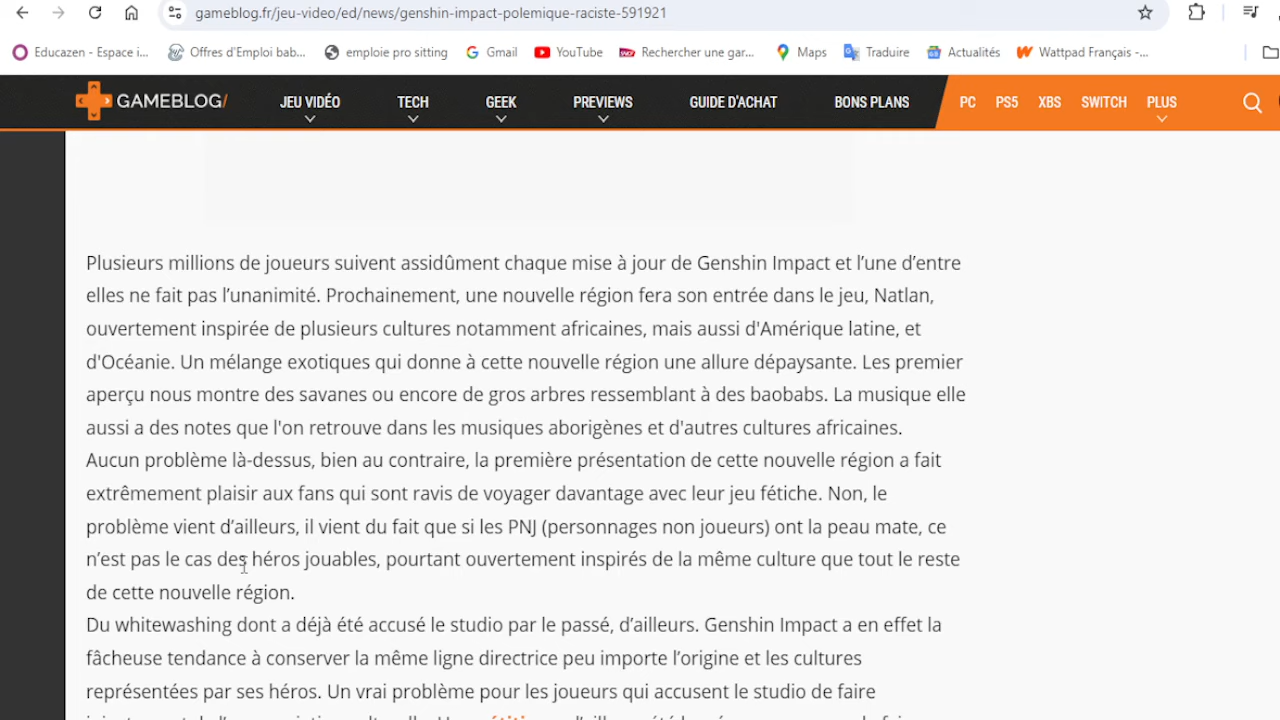 gameblog.fr/jeu-video/ed/news/genshin-impact-polemique-raciste-591921
Educazen - Espace i... Offres d'Emploi bab... emploie pro sitting Gmail YouTube Rechercher une gar... Maps Traduire Actualités Wattpad Français -...
GAMEBLOG/ JEU VIDÉO TECH GEEK PREVIEWS GUIDE D'ACHAT BONS PLANS PC PS5 XBS SWITCH PLUS
Plusieurs millions de joueurs suivent assidûment chaque mise à jour de Genshin Impact et l’une d’entre
elles ne fait pas l’unanimité. Prochainement, une nouvelle région fera son entrée dans le jeu, Natlan,
ouvertement inspirée de plusieurs cultures notamment africaines, mais aussi d'Amérique latine, et
d'Océanie. Un mélange exotiques qui donne à cette nouvelle région une allure dépaysante. Les premier
aperçu nous montre des savanes ou encore de gros arbres ressemblant à des baobabs. La musique elle
aussi a des notes que l'on retrouve dans les musiques aborigènes et d'autres cultures africaines.
Aucun problème là-dessus, bien au contraire, la première présentation de cette nouvelle région a fait
extrêmement plaisir aux fans qui sont ravis de voyager davantage avec leur jeu fétiche. Non, le
problème vient d’ailleurs, il vient du fait que si les PNJ (personnages non joueurs) ont la peau mate, ce
n’est pas le cas des héros jouables, pourtant ouvertement inspirés de la même culture que tout le reste
de cette nouvelle région.
Du whitewashing dont a déjà été accusé le studio par le passé, d’ailleurs. Genshin Impact a en effet la
fâcheuse tendance à conserver la même ligne directrice peu importe l’origine et les cultures
représentées par ses héros. Un vrai problème pour les joueurs qui accusent le studio de faire